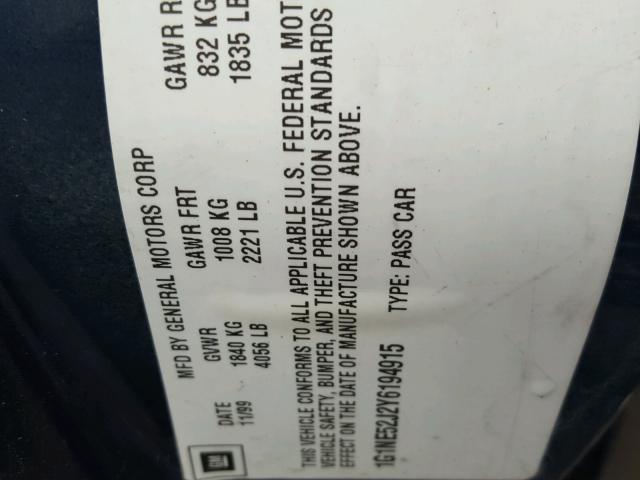 MFD BY GENERAL MOTORS CORP
DATE GVWR GAWR FRT GAWR R
11/99 1840 KG 1008 KG 832 KG
4056 LB 2221 LB 1835 LB
THIS VEHICLE CONFORMS TO ALL APPLICABLE U.S. FEDERAL MOT
VEHICLE SAFETY, BUMPER, AND THEFT PREVENTION STANDARDS
EFFECT ON THE DATE OF MANUFACTURE SHOWN ABOVE.
1G1NE52J2Y6194915 TYPE: PASS CAR
GM